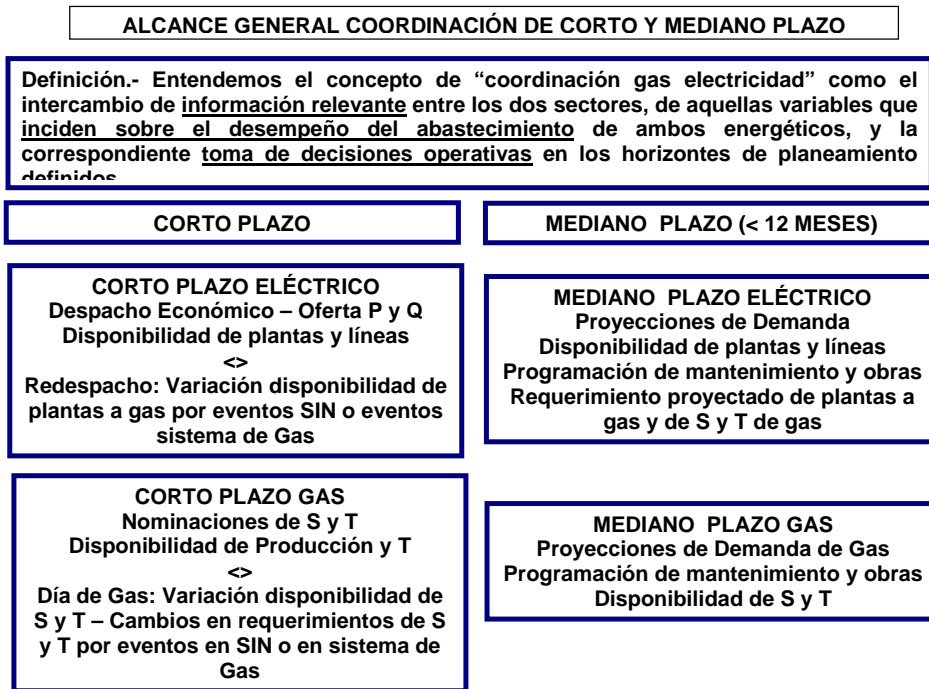 ALCANCE GENERAL COORDINACIÓN DE CORTO Y MEDIANO PLAZO
Definición.- Entendemos el concepto de “coordinación gas electricidad” como el
intercambio de información relevante entre los dos sectores, de aquellas variables que
inciden sobre el desempeño del abastecimiento de ambos energéticos, y la
correspondiente toma de decisiones operativas en los horizontes de planeamiento
definidos
CORTO PLAZO
CORTO PLAZO ELÉCTRICO
Despacho Económico – Oferta P y Q
Disponibilidad de plantas y líneas
<>
Redespacho: Variación disponibilidad de
plantas a gas por eventos SIN o eventos
sistema de Gas
CORTO PLAZO GAS
Nominaciones de S y T
Disponibilidad de Producción y T
<>
Día de Gas: Variación disponibilidad de
S y T – Cambios en requerimientos de S
y T por eventos en SIN o en sistema de
Gas
MEDIANO PLAZO (< 12 MESES)
MEDIANO PLAZO ELÉCTRICO
Proyecciones de Demanda
Disponibilidad de plantas y líneas
Programación de mantenimiento y obras
Requerimiento proyectado de plantas a
gas y de S y T de gas
MEDIANO PLAZO GAS
Proyecciones de Demanda de Gas
Programación de mantenimiento y obras
Disponibilidad de S y T